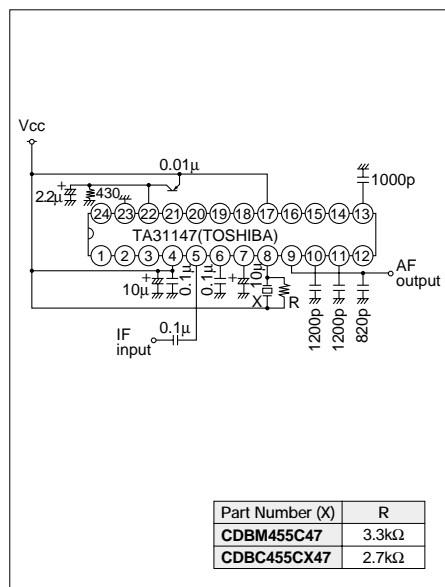 Vcc
0.01μ
+
2.2μ
430
1000p
24 23 22 21 20 19 18 17 16 15 14 13
TA31147(TOSHIBA)
1 2 3 4 5 6 7 8 9 10 11 12
+
10μ
0.1μ
0.1μ
+
10μ
X
R
1200p
1200p
820p
AF
output
IF
input
0.1μ
Part Number (X) R
CDBM455C47 3.3kΩ
CDBC455CX47 2.7kΩ